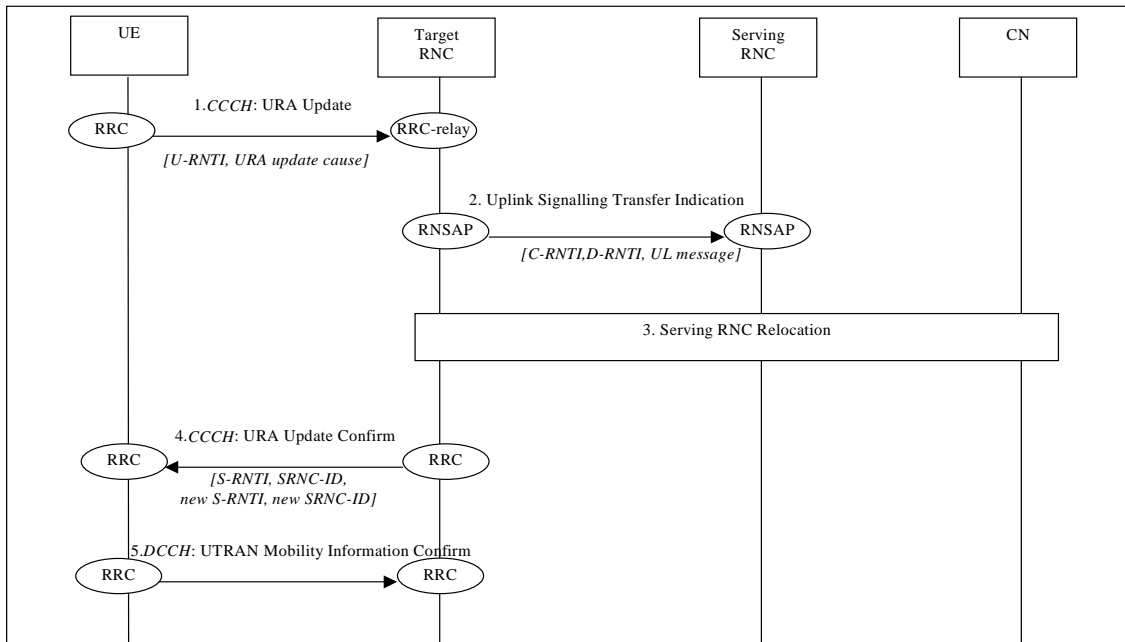 UE
Target
RNC
Serving
RNC
CN
1.CCCH: URA Update
RRC
RRC-relay
[U-RNTI, URA update cause]
2. Uplink Signalling Transfer Indication
RNSAP
RNSAP
[C-RNTI,D-RNTI, UL message]
3. Serving RNC Relocation
4.CCCH: URA Update Confirm
RRC
RRC
[S-RNTI, SRNC-ID,
new S-RNTI, new SRNC-ID]
5.DCCH: UTRAN Mobility Information Confirm
RRC
RRC